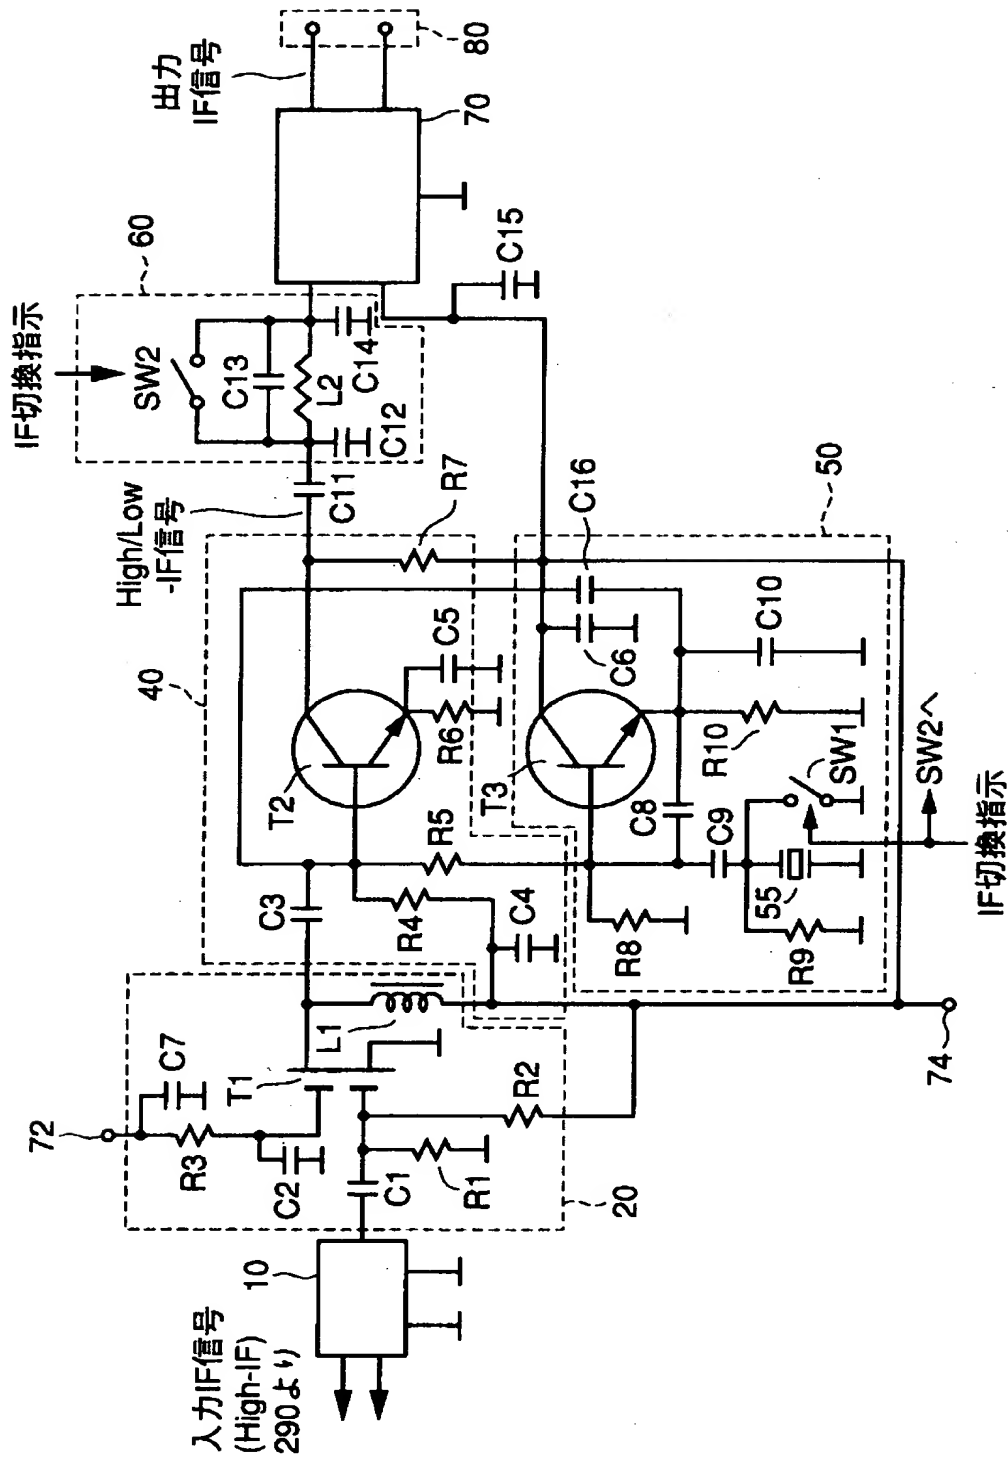 入力IF信号
(High-IF)
290より
10
72
C7
R3
C2
T1
C1
R1
R2
L1
20
74
C3
R4
R5
C4
T2
40
R6
C5
High/Low
-IF信号
C11
R7
IF切換指示
SW2
60
C13
L2
C12
C14
C15
出力
IF信号
70
80
T3
C6
C16
50
C8
R8
C9
R10
C10
R9
55
SW1
SW2へ
IF切換指示